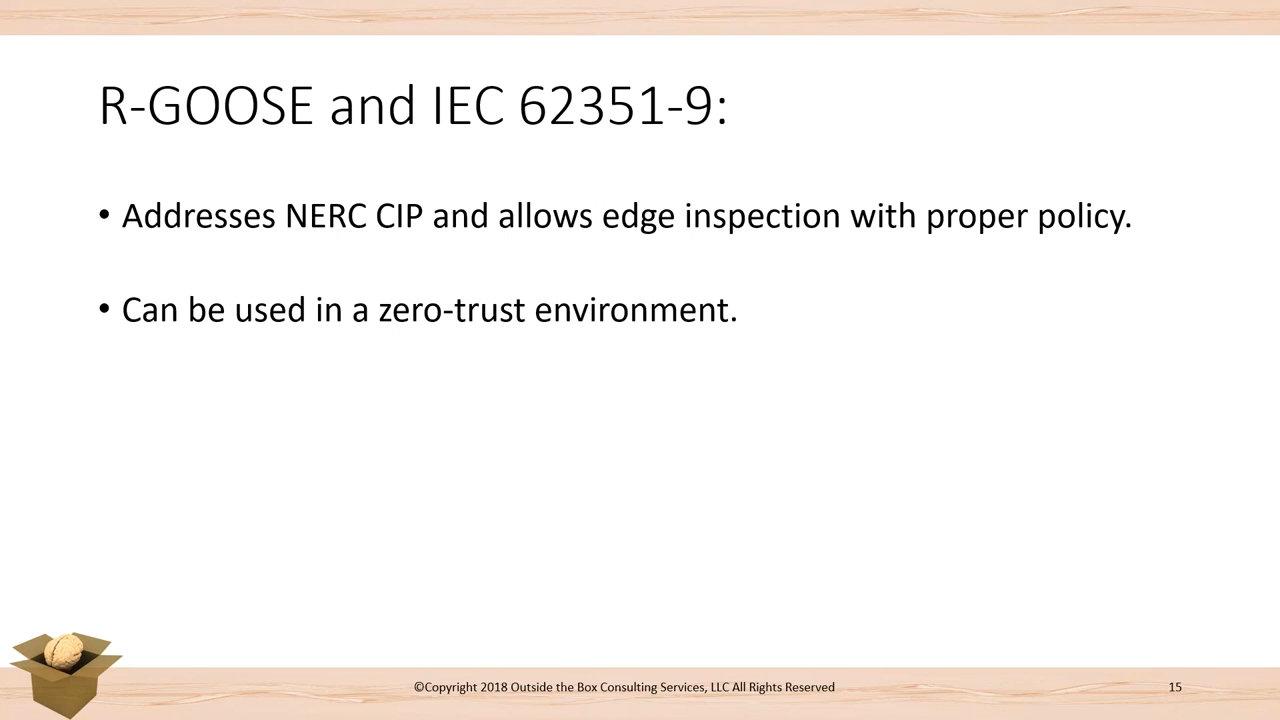 R-GOOSE and IEC 62351-9:
• Addresses NERC CIP and allows edge inspection with proper policy.
• Can be used in a zero-trust environment.
©Copyright 2018 Outside the Box Consulting Services, LLC All Rights Reserved
15